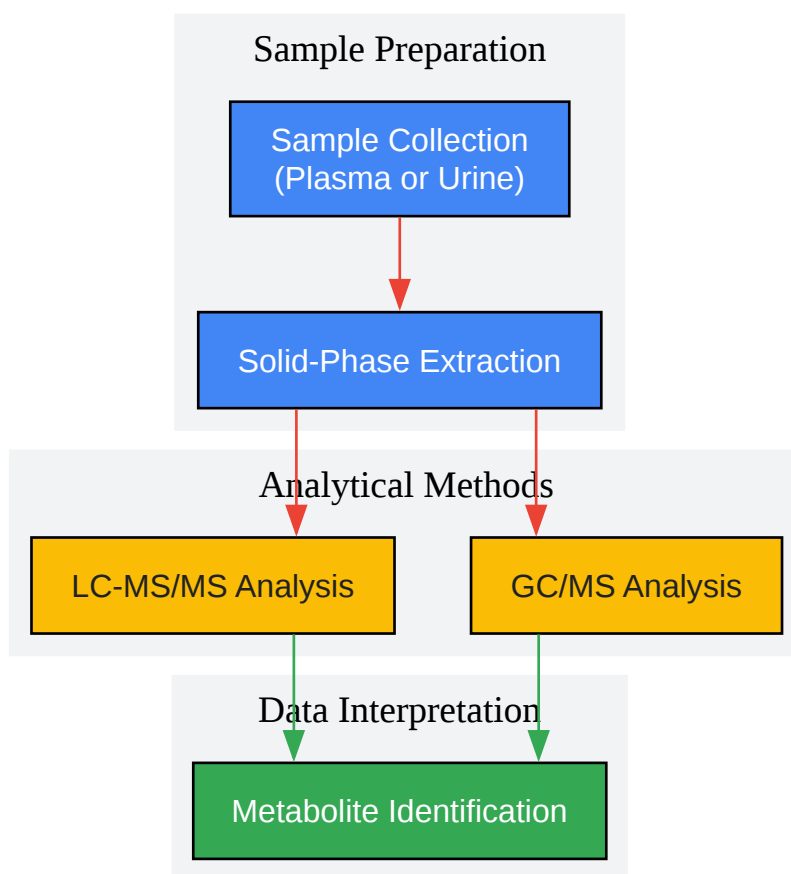 Sample Preparation
Sample Collection
(Plasma or Urine)
Solid-Phase Extraction
Analytical Methods
LC-MS/MS Analysis
GC/MS Analysis
Data Interpretation
Metabolite Identification